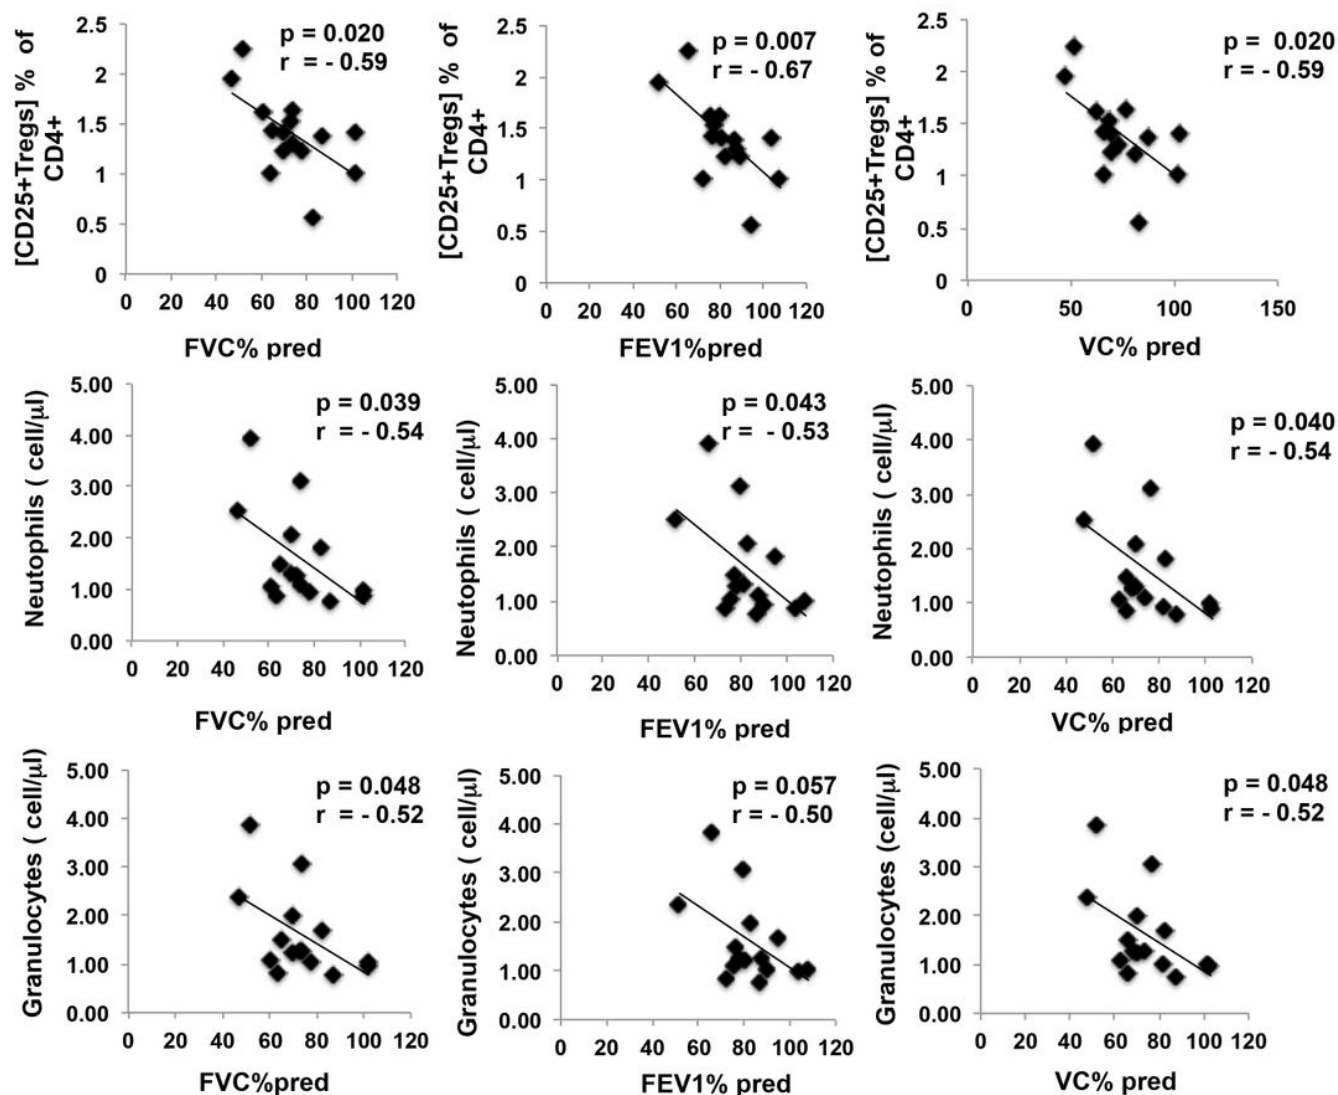 [CD25+Tregs] % of
CD4+
2.5
2
1.5
1
0.5
0
p = 0.020
r = - 0.59
0 20 40 60 80 100 120
FVC% pred
[CD25+Tregs] % of
CD4+
2.5
2
1.5
1
0.5
0
p = 0.007
r = - 0.67
0 20 40 60 80 100 120
FEV1%pred
[CD25+Tregs] % of
CD4+
2.5
2
1.5
1
0.5
0
p = 0.020
r = - 0.59
0 50 100 150
VC% pred
Neutophils ( cell/μl)
5.00
4.00
3.00
2.00
1.00
0.00
p = 0.039
r = - 0.54
0 20 40 60 80 100 120
FVC% pred
Neutophils ( cell/μl)
5.00
4.00
3.00
2.00
1.00
0.00
p = 0.043
r = - 0.53
0 20 40 60 80 100 120
FEV1% pred
Neutophils ( cell/μl)
5.00
4.00
3.00
2.00
1.00
0.00
p = 0.040
r = - 0.54
0 20 40 60 80 100 120
VC% pred
Granulocytes ( cell/μl)
5.00
4.00
3.00
2.00
1.00
0.00
p = 0.048
r = - 0.52
0 20 40 60 80 100 120
FVC%pred
Granulocytes ( cell/μl)
5.00
4.00
3.00
2.00
1.00
0.00
p = 0.057
r = - 0.50
0 20 40 60 80 100 120
FEV1% pred
Granulocytes (cell/μl)
5.00
4.00
3.00
2.00
1.00
0.00
p = 0.048
r = - 0.52
0 20 40 60 80 100 120
VC% pred